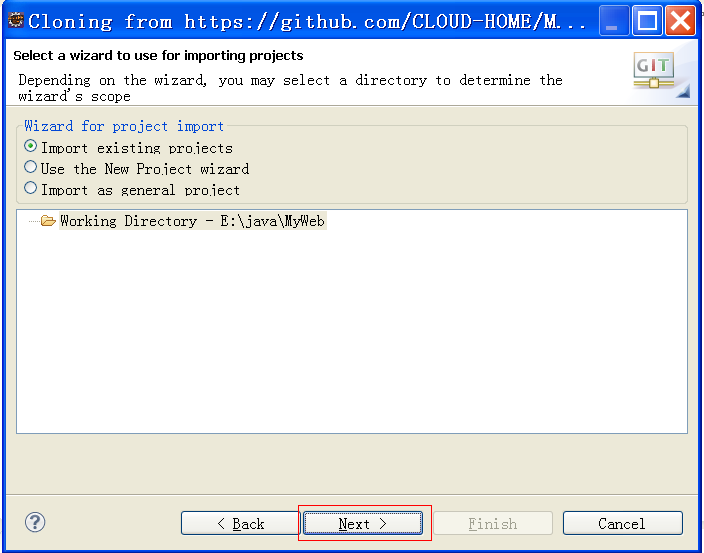 Cloning from https://github.com/CLOUD-HOME/M...
Select a wizard to use for importing projects
Depending on the wizard, you may select a directory to determine the
wizard's scope
GIT
Wizard for project import
Import existing projects
Use the New Project wizard
Import as general project
Working Directory - E:\java\MyWeb
?
< Back
Next >
Finish
Cancel